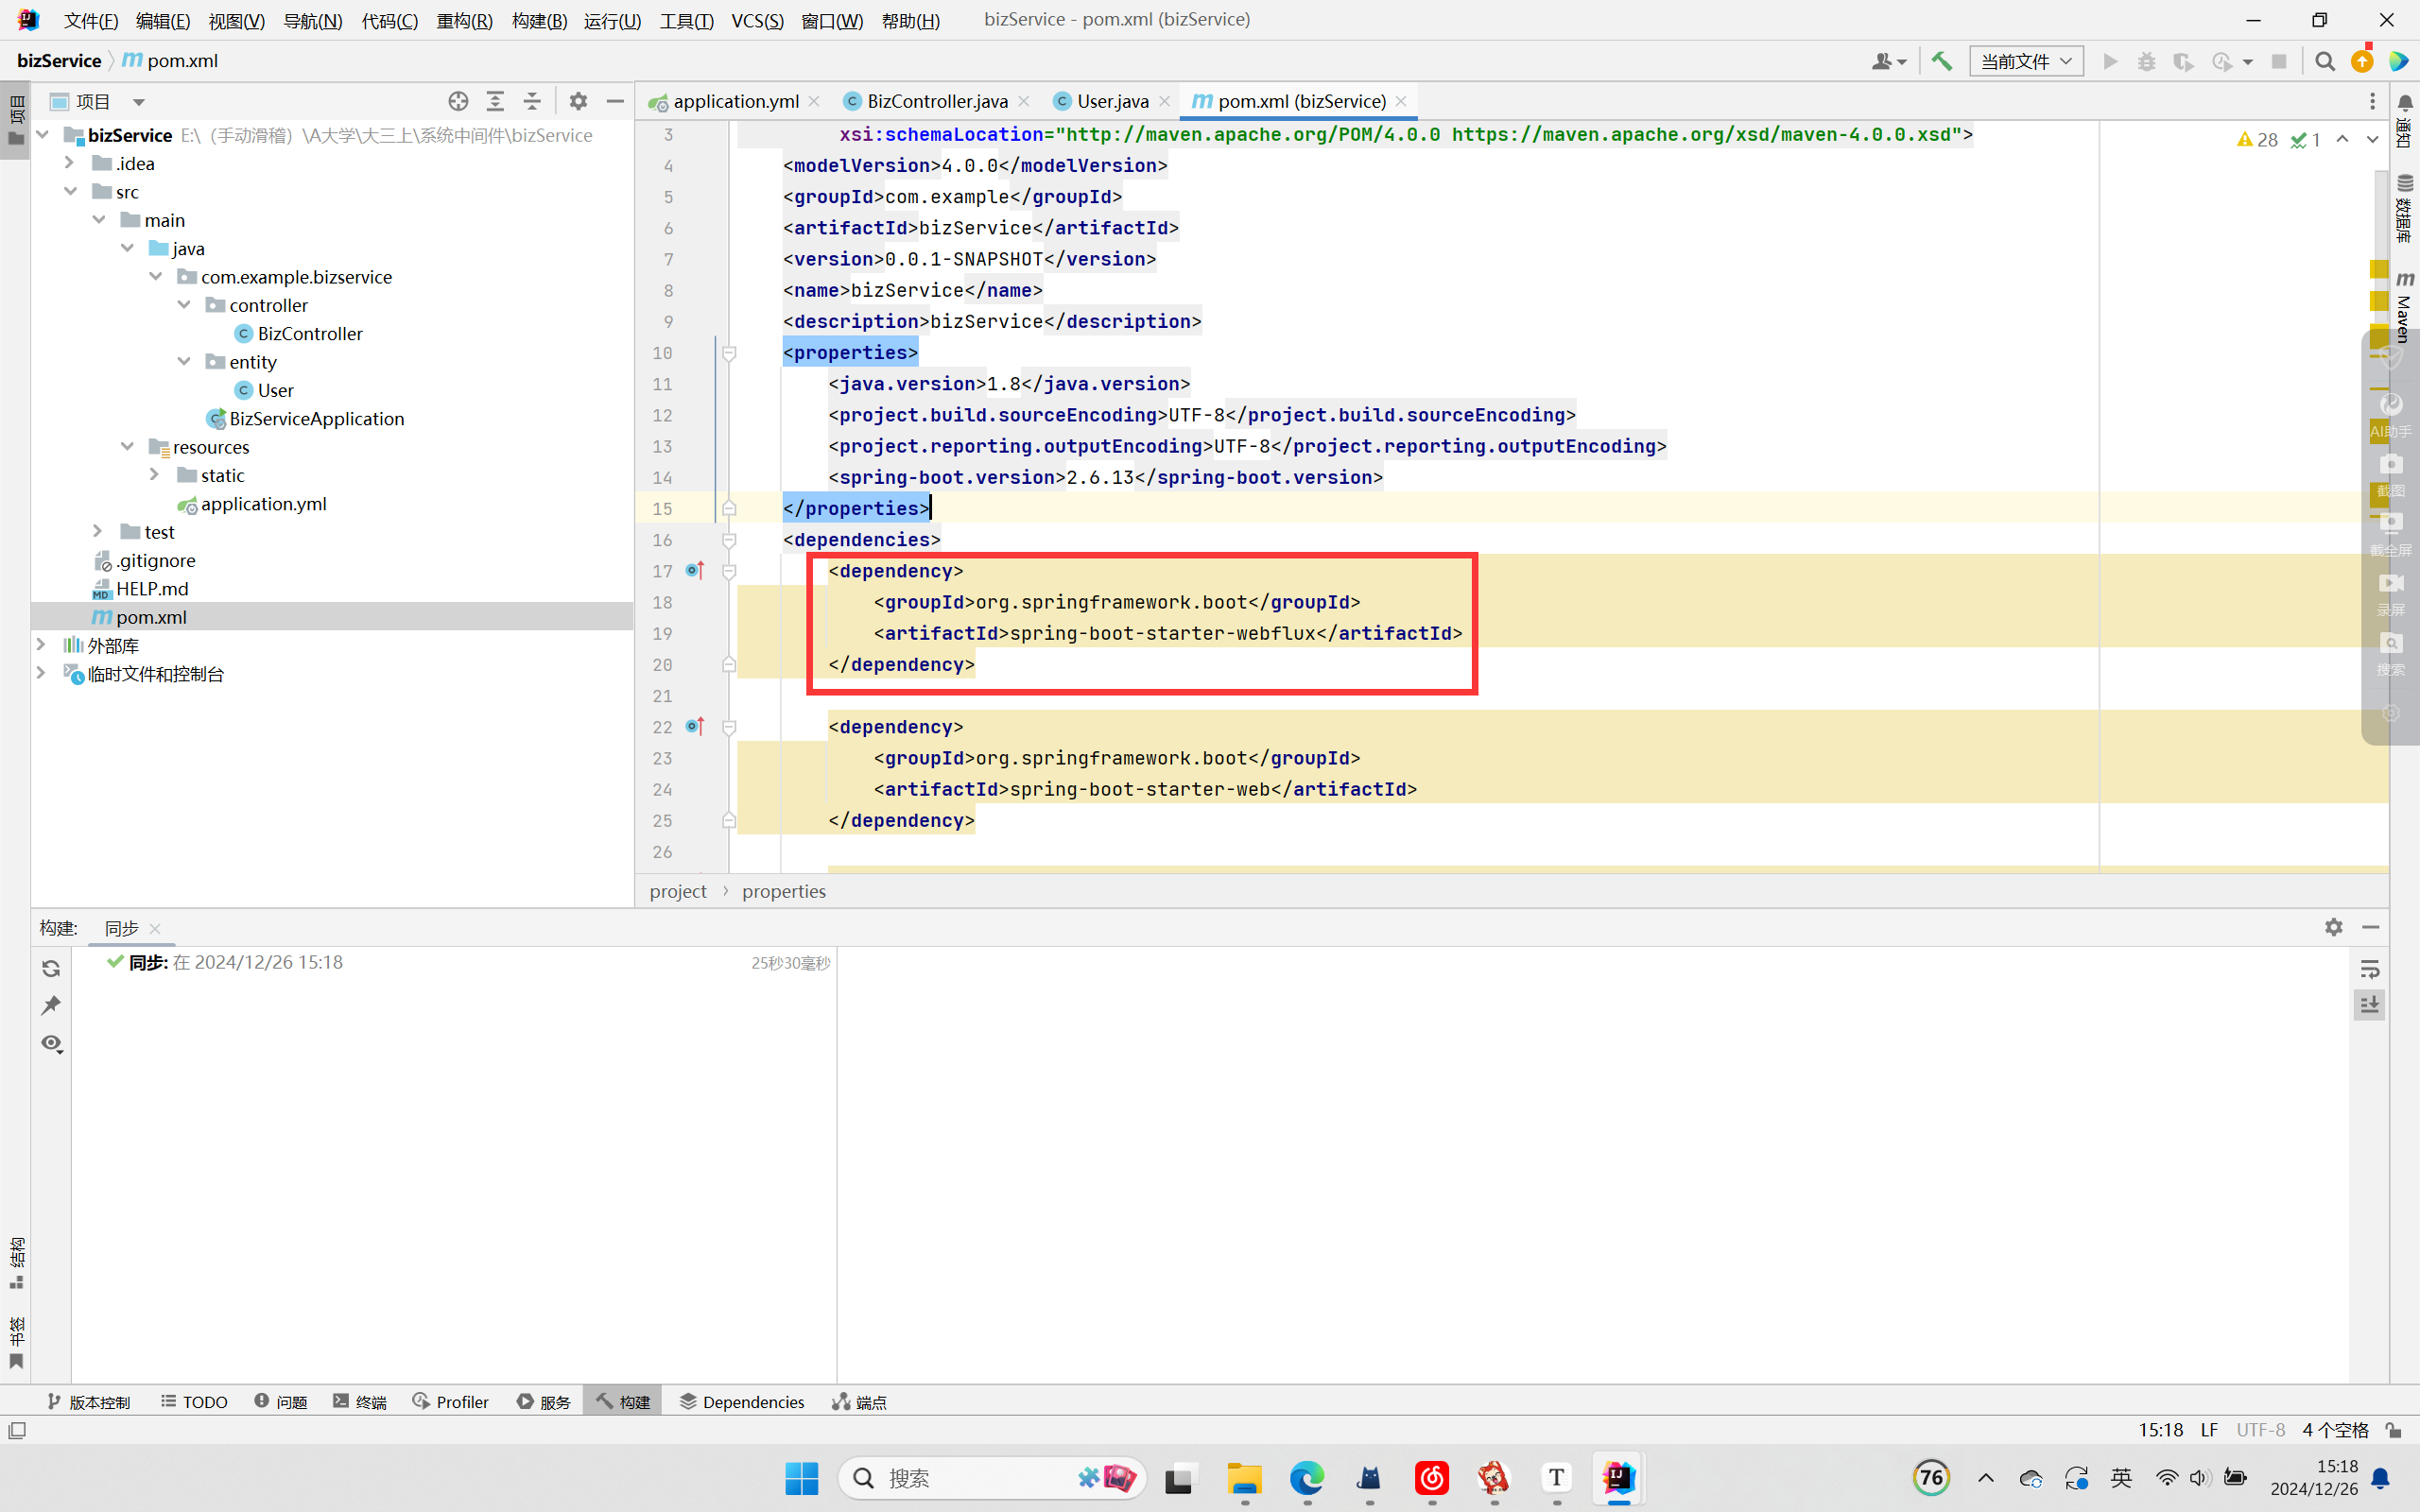 文件(F) 编辑(E) 视图(V) 导航(N) 代码(C) 重构(R) 构建(B) 运行(U) 工具(T) VCS(S) 窗口(W) 帮助(H) bizService - pom.xml (bizService)
bizService m pom.xml
当前文件
项目
application.yml
BizController.java
User.java
pom.xml (bizService)
bizService E:\（手动滑稽）\A大学\大三上\系统中间件\bizService
.idea
src
main
java
com.example.bizservice
controller
BizController
entity
User
BizServiceApplication
resources
static
application.yml
test
.gitignore
HELP.md
pom.xml
外部库
临时文件和控制台
3 xsi:schemaLocation="http://maven.apache.org/POM/4.0.0 https://maven.apache.org/xsd/maven-4.0.0.xsd">
4 <modelVersion>4.0.0</modelVersion>
5 <groupId>com.example</groupId>
6 <artifactId>bizService</artifactId>
7 <version>0.0.1-SNAPSHOT</version>
8 <name>bizService</name>
9 <description>bizService</description>
10 <properties>
11 <java.version>1.8</java.version>
12 <project.build.sourceEncoding>UTF-8</project.build.sourceEncoding>
13 <project.reporting.outputEncoding>UTF-8</project.reporting.outputEncoding>
14 <spring-boot.version>2.6.13</spring-boot.version>
15 </properties>
16 <dependencies>
17 <dependency>
18 <groupId>org.springframework.boot</groupId>
19 <artifactId>spring-boot-starter-webflux</artifactId>
20 </dependency>
21
22 <dependency>
23 <groupId>org.springframework.boot</groupId>
24 <artifactId>spring-boot-starter-web</artifactId>
25 </dependency>
26
28 1
project > properties
项目
结构
书签
通知
数据库
Maven
AI助手
截图
截全屏
录屏
搜索
构建: 同步
同步: 在 2024/12/26 15:18 25秒30毫秒
版本控制 TODO 问题 终端 Profiler 服务 构建 Dependencies 端点
15:18 LF UTF-8 4 个空格
搜索
76
英
15:18
2024/12/26